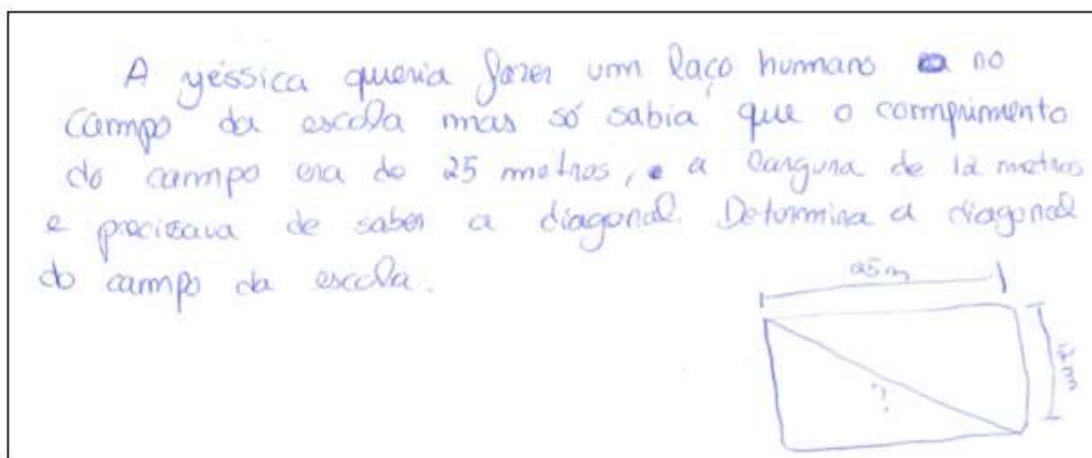 A yéssica queria fazer um laço humano no
campo da escola mas só sabia que o comprimento
do campo era de 25 metros, e a largura de 12 metros
e precisava de saber a diagonal. Determina a diagonal
do campo da escola.
25m
12m
?